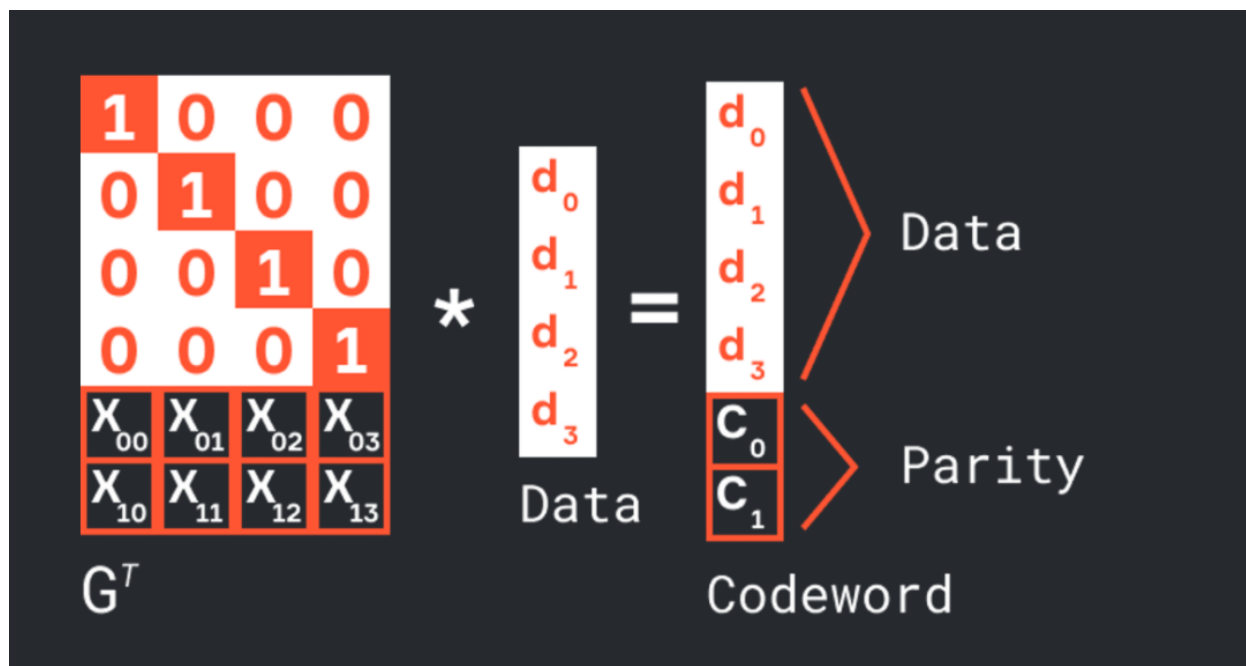 1 0 0 0
0 1 0 0
0 0 1 0
0 0 0 1
X00 X01 X02 X03
X10 X11 X12 X13
G^T
*
d0
d1
d2
d3
Data
=
d0
d1
d2
d3
C0
C1
Codeword
Data
Parity